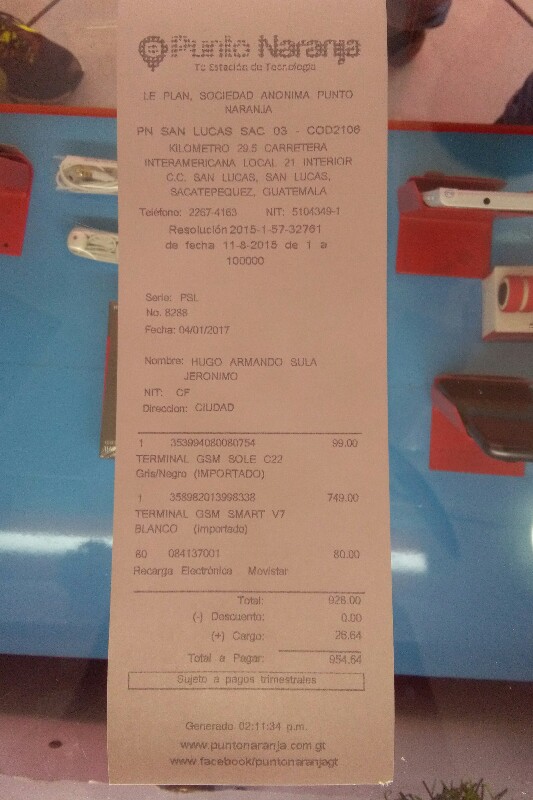 Punto Naranja
Tu Estación de Tecnología
LE PLAN, SOCIEDAD ANONIMA PUNTO
NARANJA
PN SAN LUCAS SAC 03 - COD2106
KILOMETRO 29.5 CARRETERA
INTERAMERICANA LOCAL 21 INTERIOR
C.C. SAN LUCAS, SAN LUCAS,
SACATEPEQUEZ, GUATEMALA
Teléfono: 2267-4163 NIT: 5104349-1
Resolución 2015-1-57-32761
de fecha 11-8-2015 de 1 a
100000
Serie: PSL
No. 8288
Fecha: 04/01/2017
Nombre: HUGO ARMANDO SULA
JERONIMO
NIT: CF
Direccion: CIUDAD
1 353994080080754 99.00
TERMINAL GSM SOLE C22
Gris/Negro (IMPORTADO)
1 358982013998338 749.00
TERMINAL GSM SMART V7
BLANCO (importado)
80 084137001 80.00
Recarga Electrónica Movistar
Total: 928.00
(-) Descuento: 0.00
(+) Cargo: 26.64
Total a Pagar: 954.64
Sujeto a pagos trimestrales
Generado 02:11:34 p.m.
www.puntonaranja.com.gt
www.facebook/puntonaranjagt